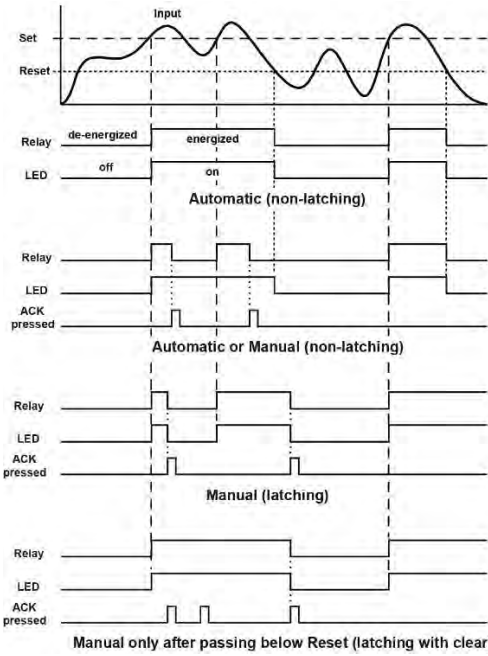 Input
Set
Reset
de-energized energized
Relay
off on
LED
Automatic (non-latching)
Relay
LED
ACK
pressed
Automatic or Manual (non-latching)
Relay
LED
ACK
pressed
Manual (latching)
Relay
LED
ACK
pressed
Manual only after passing below Reset (latching with clear